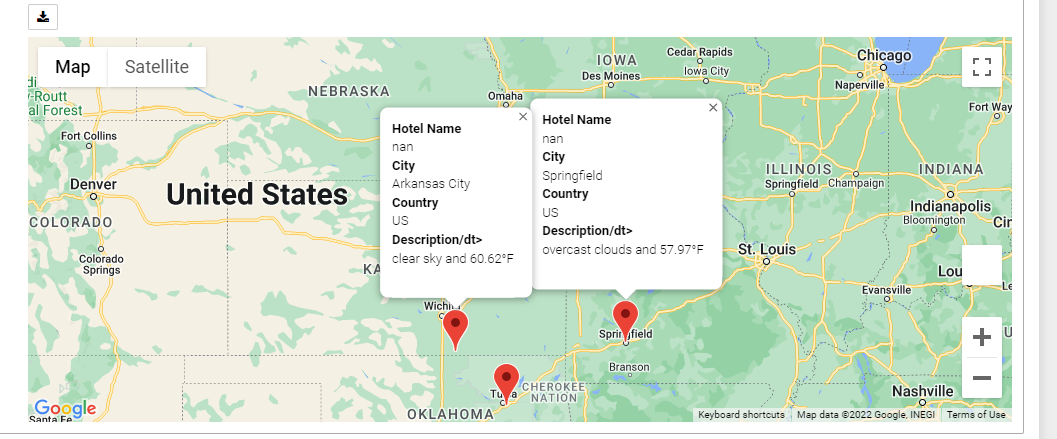 Map
Satellite
Cedar Rapids
Chicago
IOWA
Iowa City
Des Moines
Naperville
NEBRASKA
Omaha
Fort Way
di
-Routt
al Forest
Fort Collins
Hotel Name
nan
City
Arkansas City
Country
US
Description/dt>
clear sky and 60.62°F
Hotel Name
nan
City
Springfield
Country
US
Description/dt>
overcast clouds and 57.97°F
Denver
United States
COLORADO
Colorado
Springs
KA
ILLINOIS
Springfield
Champaign
INDIANA
Indianapolis
Bloomington
Cin
St. Louis
Lou
Evansville
Le
Wichi
Springfield
Branson
U
Tu
CHEROKEE
NATION
Nashville
OKLAHOMA
Google
Santa Fe
Keyboard shortcuts
Map data ©2022 Google, INEGI
Terms of Use